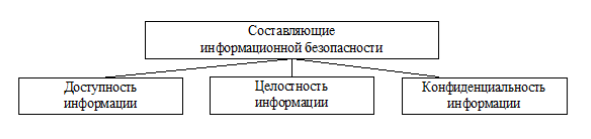 Составляющие
информационной безопасности
Доступность
информации
Целостность
информации
Конфиденциальность
информации